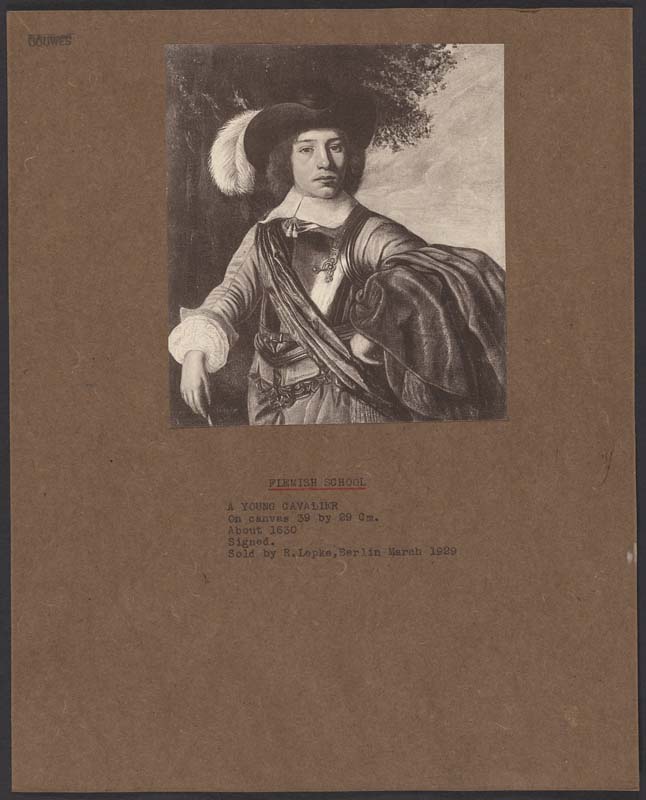 GOUWES
FLEMISH SCHOOL
A YOUNG CAVALIER
On canvas 39 by 29 Cm.
About 1630
Signed.
Sold by R.Lepke,Berlin March 1929